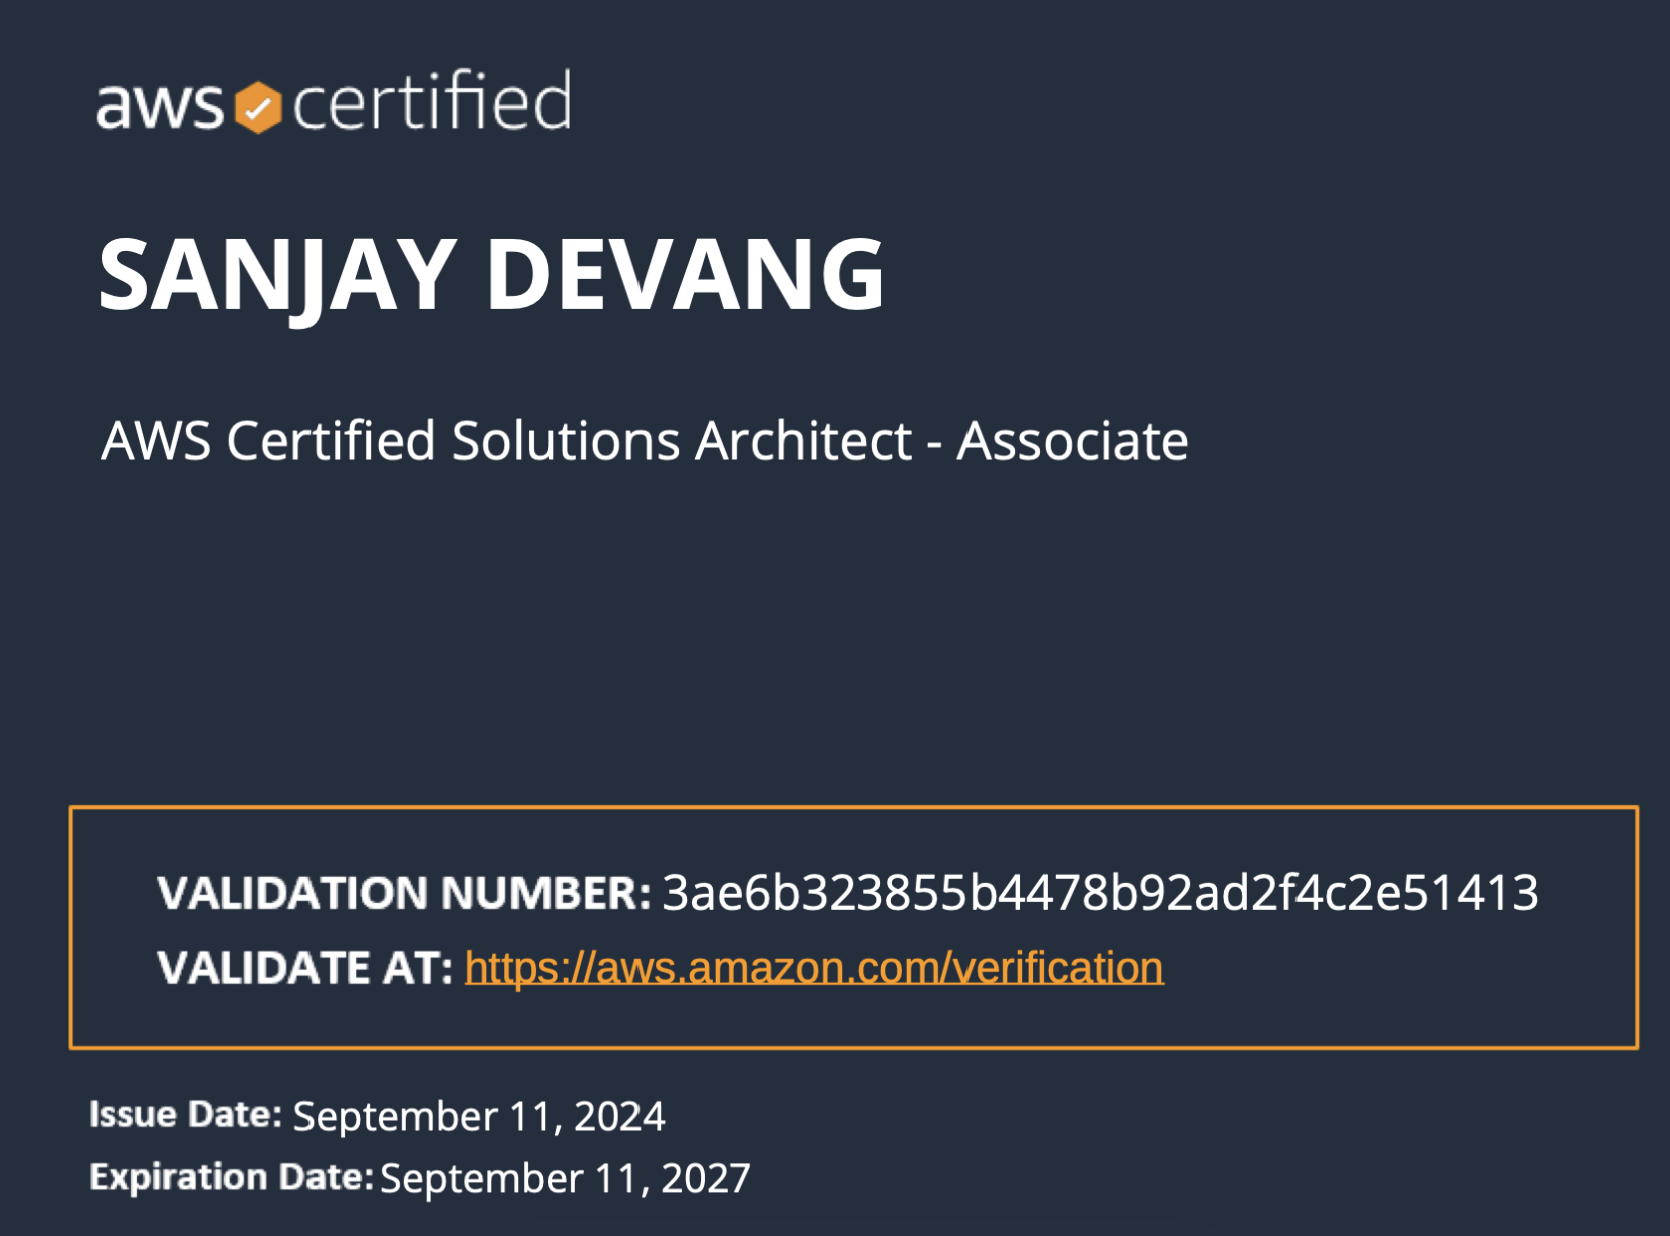 aws certified
SANJAY DEVANG
AWS Certified Solutions Architect - Associate
VALIDATION NUMBER: 3ae6b323855b4478b92ad2f4c2e51413
VALIDATE AT: https://aws.amazon.com/verification
Issue Date: September 11, 2024
Expiration Date: September 11, 2027